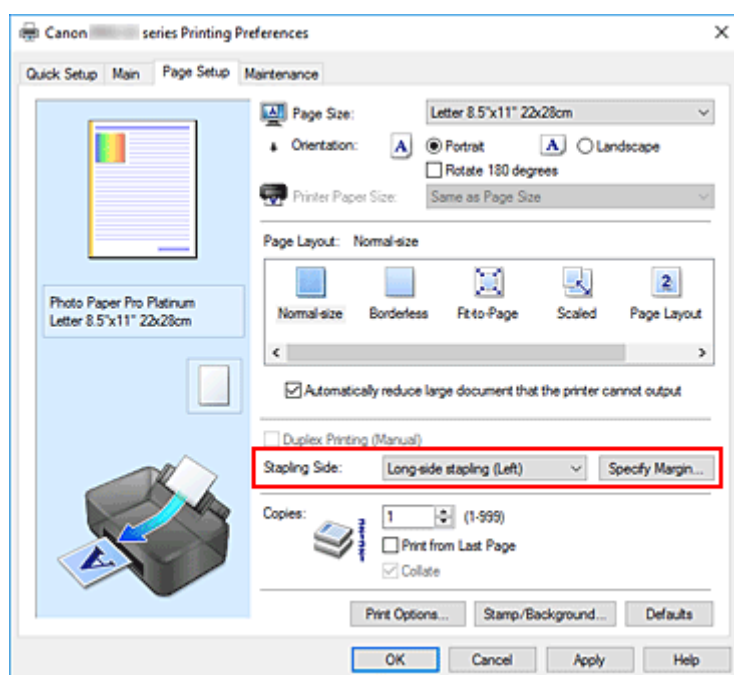 Canon series Printing Preferences
Quick Setup Main Page Setup Maintenance
Page Size: Letter 8.5"x11" 22x28cm
Orientation: A Portrait A Landscape
Rotate 180 degrees
Printer Paper Size: Same as Page Size
Page Layout: Normal-size
2
Normal-size Borderless Fit-to-Page Scaled Page Layout
Photo Paper Pro Platinum
Letter 8.5"x11" 22x28cm
Automatically reduce large document that the printer cannot output
Duplex Printing (Manual)
Stapling Side: Long-side stapling (Left) Specify Margin...
Copies: 1 (1-999)
Print from Last Page
Collate
A
Print Options... Stamp/Background... Defaults
OK Cancel Apply Help